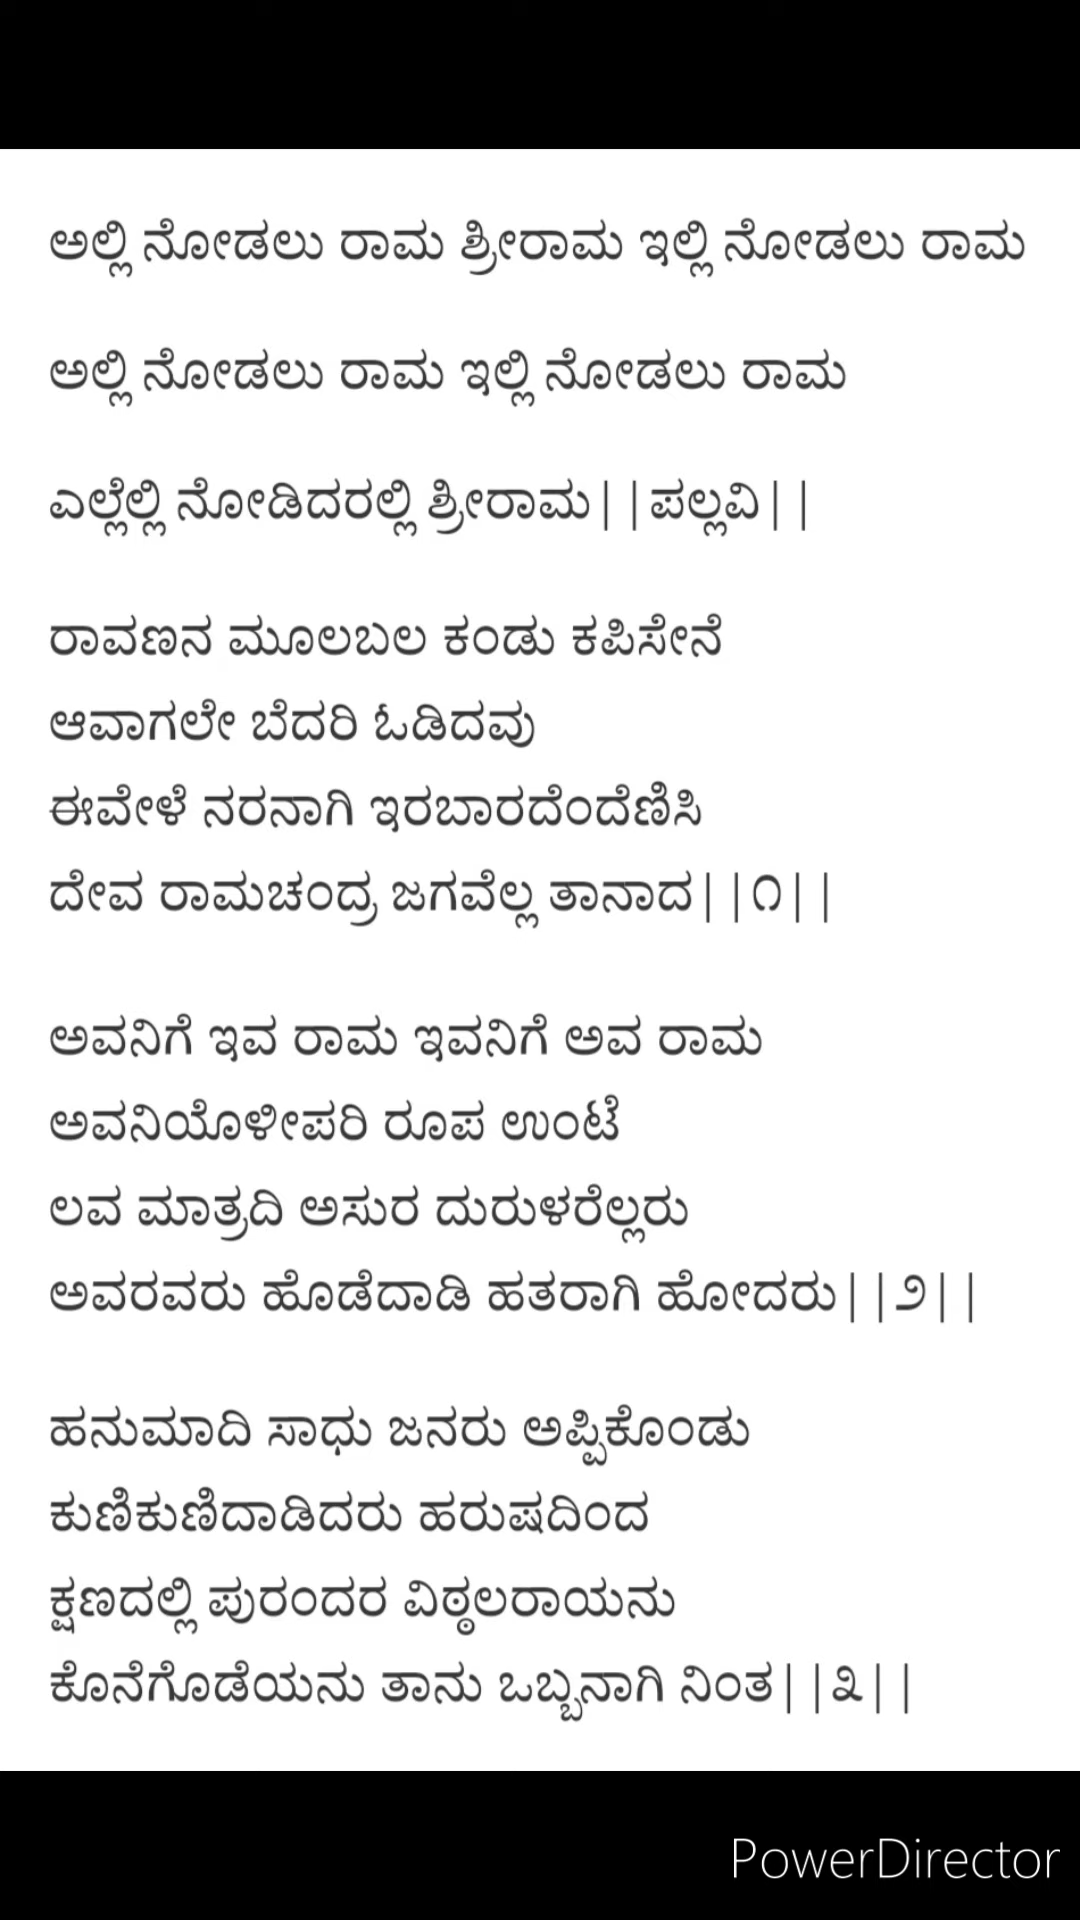 ಅಲ್ಲಿ ನೋಡಲು ರಾಮ ಶ್ರೀರಾಮ ಇಲ್ಲಿ ನೋಡಲು ರಾಮ
ಅಲ್ಲಿ ನೋಡಲು ರಾಮ ಇಲ್ಲಿ ನೋಡಲು ರಾಮ
ಎಲ್ಲೆಲ್ಲಿ ನೋಡಿದರಲ್ಲಿ ಶ್ರೀರಾಮ||ಪಲ್ಲವಿ||
ರಾವಣನ ಮೂಲಬಲ ಕಂಡು ಕಪಿಸೇನೆ
ಆವಾಗಲೇ ಬೆದರಿ ಓಡಿದವು
ಈವೇಳೆ ನರನಾಗಿ ಇರಬಾರದೆಂದೆಣಿಸಿ
ದೇವ ರಾಮಚಂದ್ರ ಜಗವೆಲ್ಲ ತಾನಾದ||೧||
ಅವನಿಗೆ ಇವ ರಾಮ ಇವನಿಗೆ ಅವ ರಾಮ
ಅವನಿಯೊಳೀಪರಿ ರೂಪ ಉಂಟೆ
ಲವ ಮಾತ್ರದಿ ಅಸುರ ದುರುಳರೆಲ್ಲರು
ಅವರವರು ಹೊಡೆದಾಡಿ ಹತರಾಗಿ ಹೋದರು||೨||
ಹನುಮಾದಿ ಸಾಧು ಜನರು ಅಪ್ಪಿಕೊಂಡು
ಕುಣಿಕುಣಿದಾಡಿದರು ಹರುಷದಿಂದ
ಕ್ಷಣದಲ್ಲಿ ಪುರಂದರ ವಿಠ್ಠಲರಾಯನು
ಕೊನೆಗೊಡೆಯನು ತಾನು ಒಬ್ಬನಾಗಿ ನಿಂತ||೩||
PowerDirector